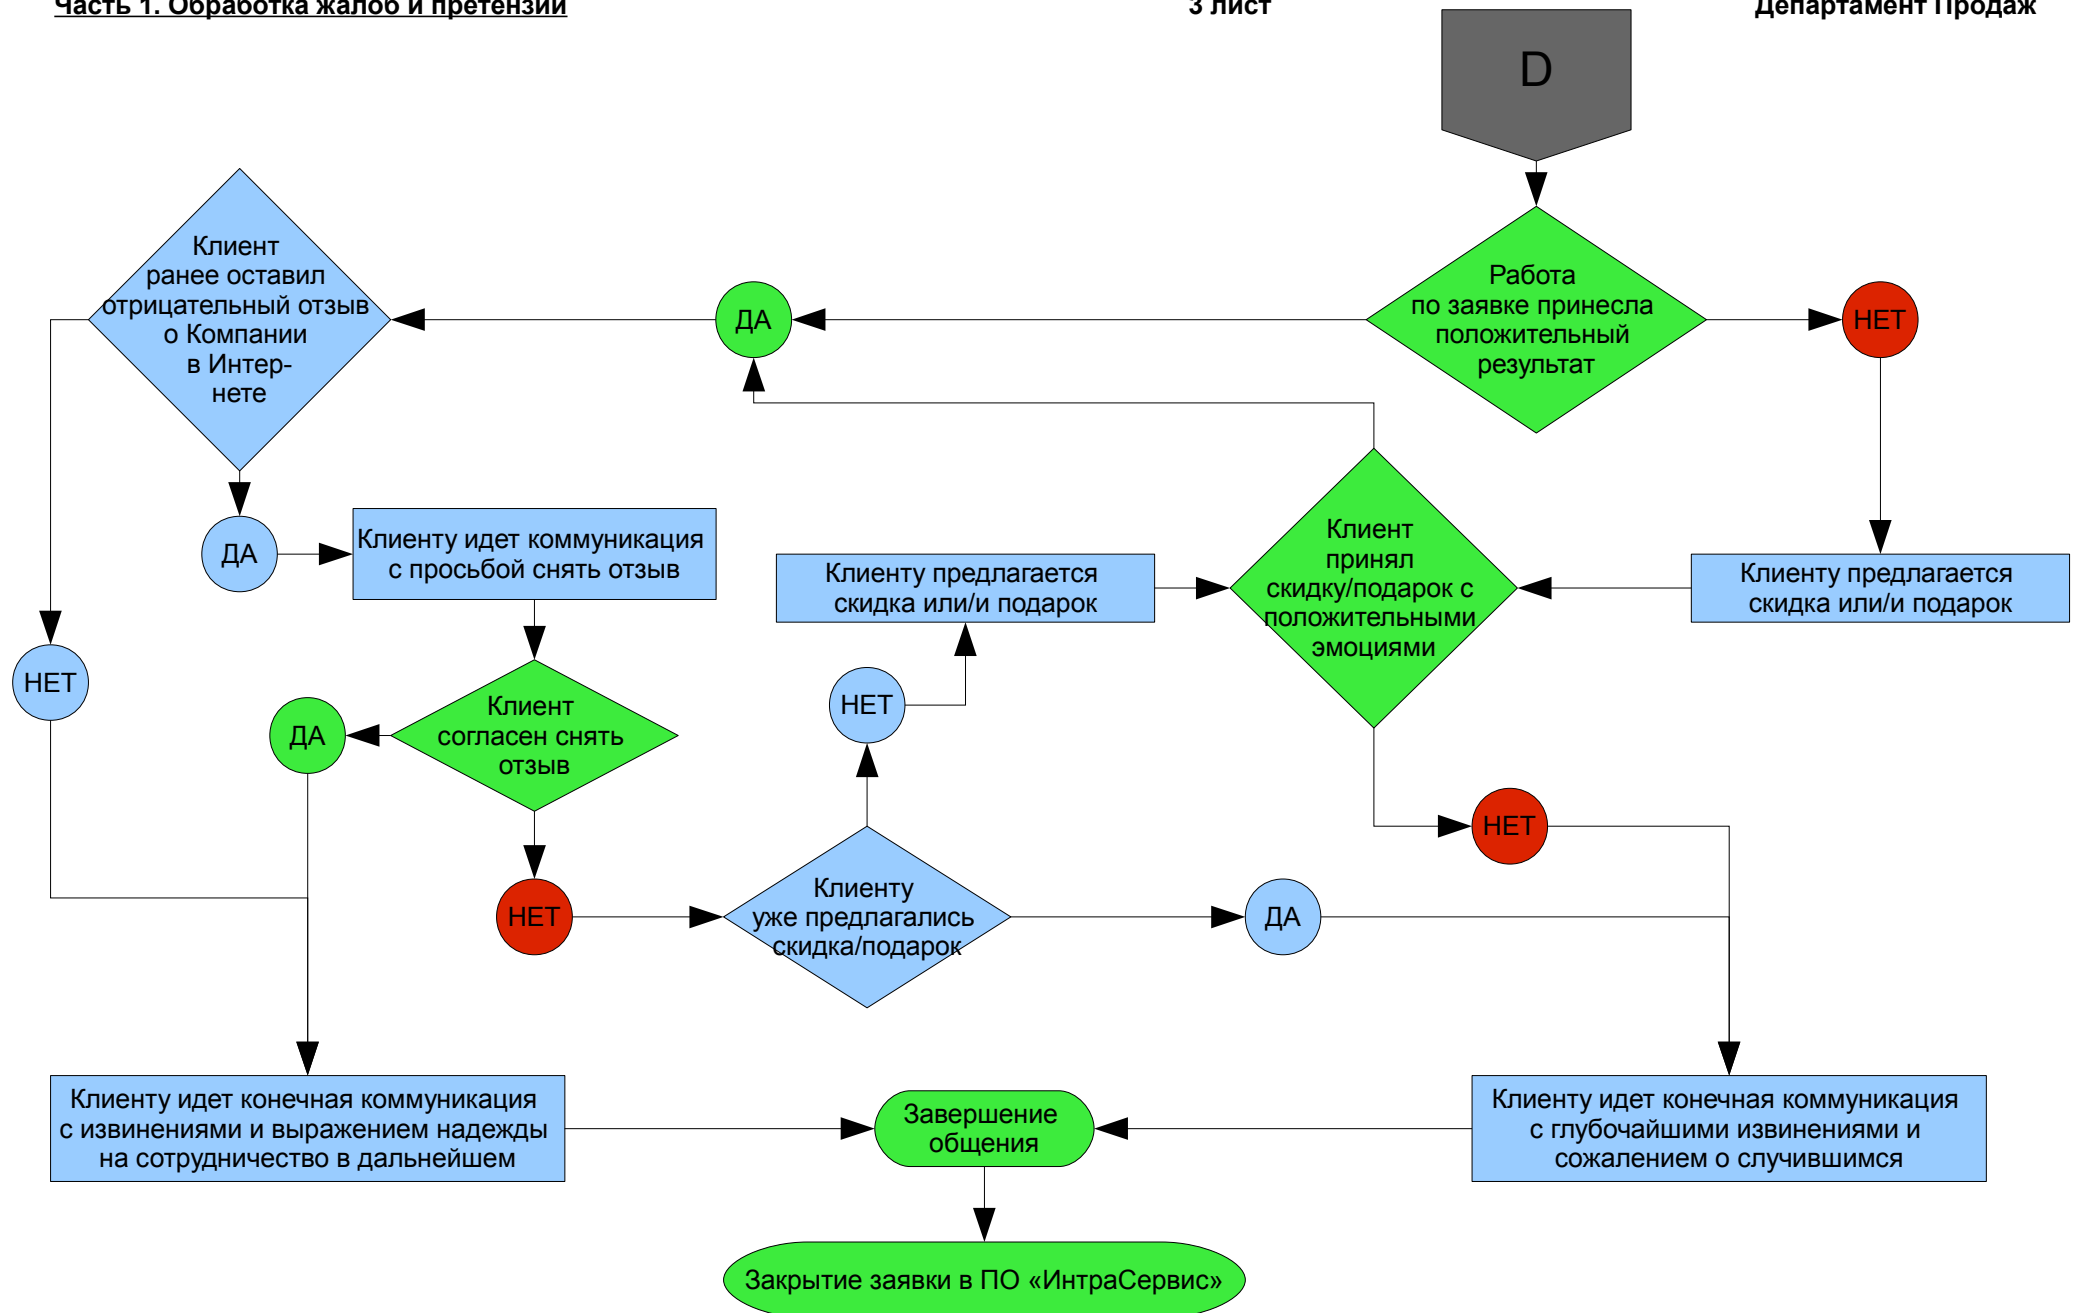 Часть 1. Обработка жалоб и претензий
3 лист
Департамент Продаж
D
Клиент
ранее оставил
отрицательный отзыв
о Компании
в Интер-
нете
ДА
Работа
по заявке принесла
положительный
результат
НЕТ
ДА
Клиенту идет коммуникация
с просьбой снять отзыв
Клиенту предлагается
скидка или/и подарок
Клиент
принял
скидку/подарок с
положительными
эмоциями
Клиенту предлагается
скидка или/и подарок
НЕТ
ДА
Клиент
согласен снять
отзыв
НЕТ
НЕТ
НЕТ
Клиенту
уже предлагались
скидка/подарок
ДА
Клиенту идет конечная коммуникация
с извинениями и выражением надежды
на сотрудничество в дальнейшем
Завершение
общения
Клиенту идет конечная коммуникация
с глубочайшими извинениями и
сожалением о случившимся
Закрытие заявки в ПО «ИнтраСервис»